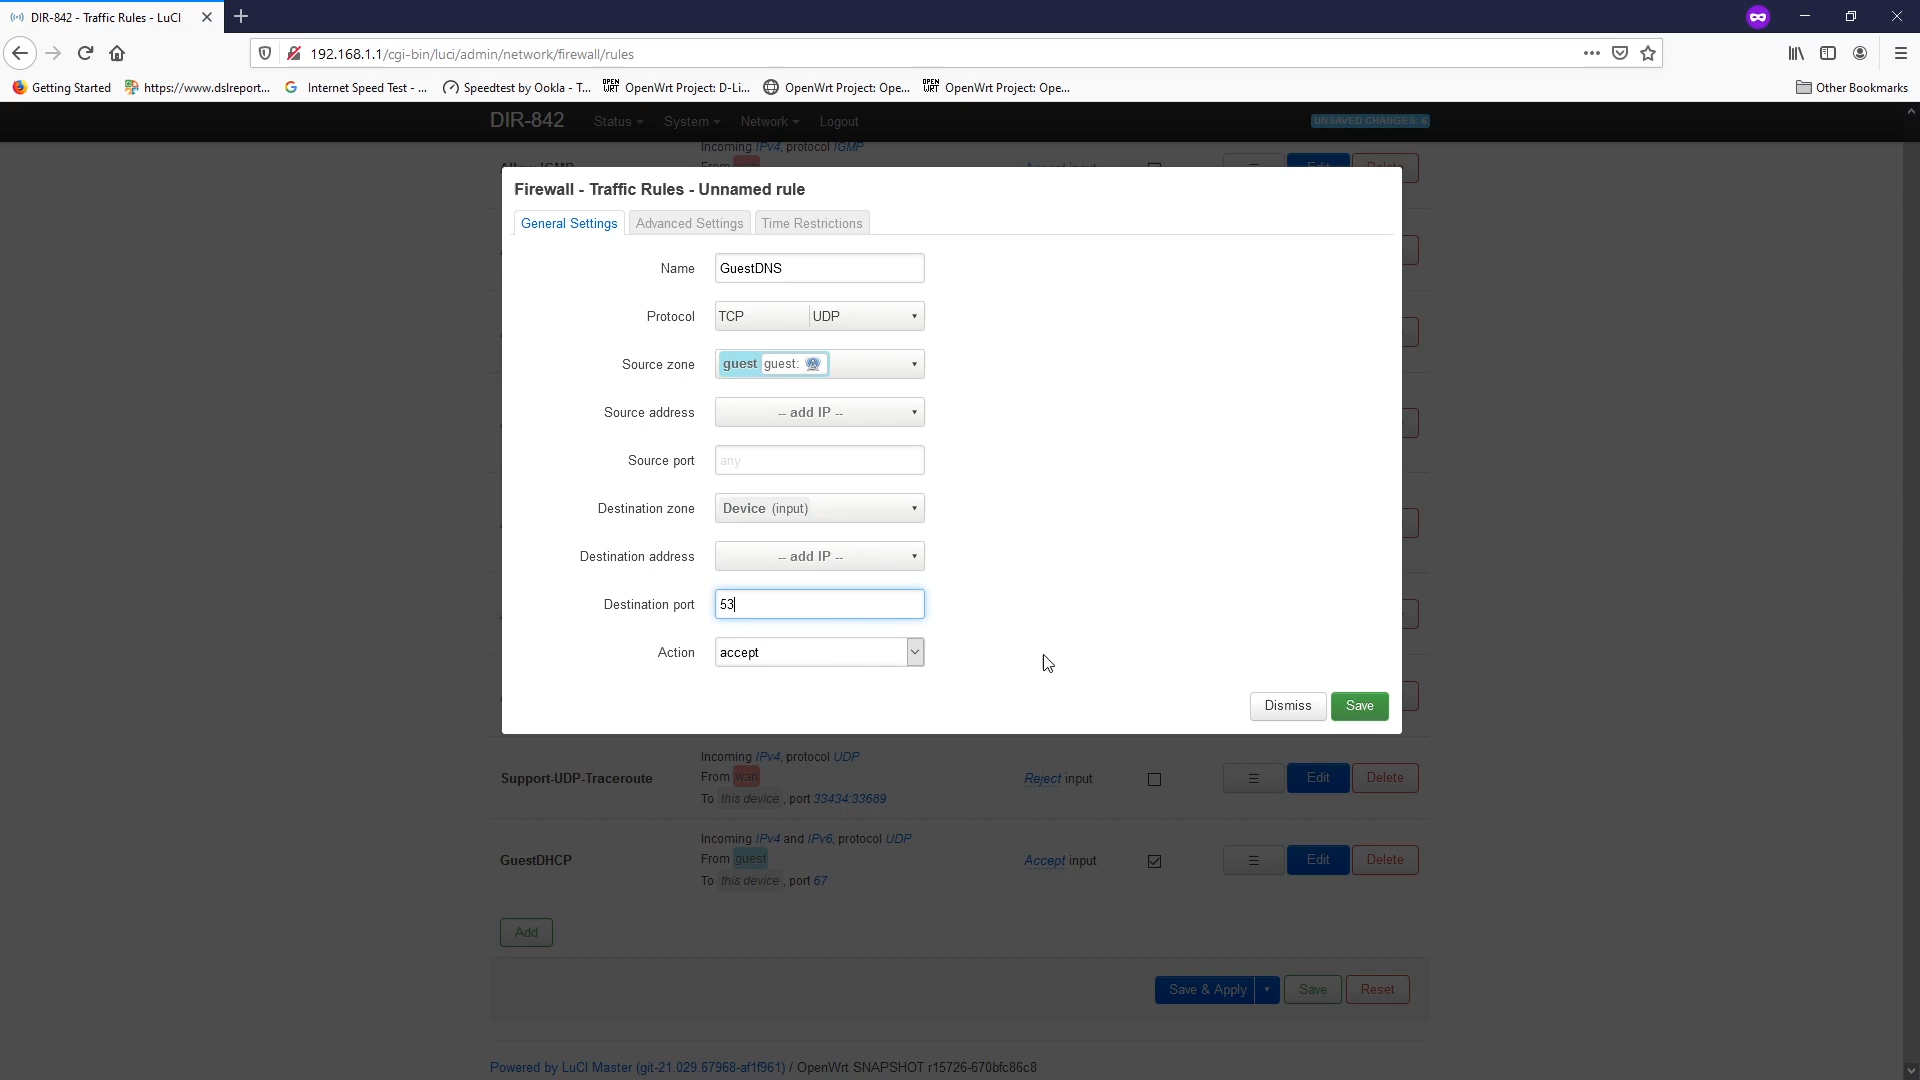 DIR-842 - Traffic Rules - LuCI
192.168.1.1/cgi-bin/luci/admin/network/firewall/rules
Getting Started https://www.dslreport... Internet Speed Test - ... Speedtest by Ookla - T... OpenWrt Project: D-Li... OpenWrt Project: Ope... OpenWrt Project: Ope... Other Bookmarks
DIR-842 Status System Network Logout UNSAVED CHANGES: 6
Incoming IPv4, protocol IGMP
Firewall - Traffic Rules - Unnamed rule
General Settings Advanced Settings Time Restrictions
Name GuestDNS
Protocol TCP UDP
Source zone guest guest:
Source address -- add IP --
Source port any
Destination zone Device (input)
Destination address -- add IP --
Destination port 53
Action accept
Dismiss Save
Incoming IPv4, protocol UDP
Support-UDP-Traceroute From wan Reject input Edit Delete
To this device, port 33434:33689
Incoming IPv4 and IPv6, protocol UDP
GuestDHCP From guest Accept input Edit Delete
To this device, port 67
Add
Save & Apply Save Reset
Powered by LuCI Master (git-21.029.67968-af1f961) / OpenWrt SNAPSHOT r15726-670bfc86c8